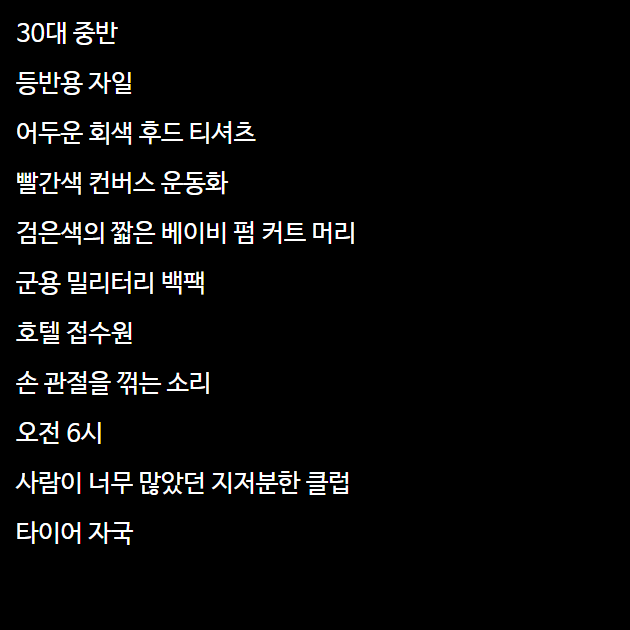 30대 중반
등반용 자일
어두운 회색 후드 티셔츠
빨간색 컨버스 운동화
검은색의 짧은 베이비 펌 커트 머리
군용 밀리터리 백팩
호텔 접수원
손 관절을 꺾는 소리
오전 6시
사람이 너무 많았던 지저분한 클럽
타이어 자국